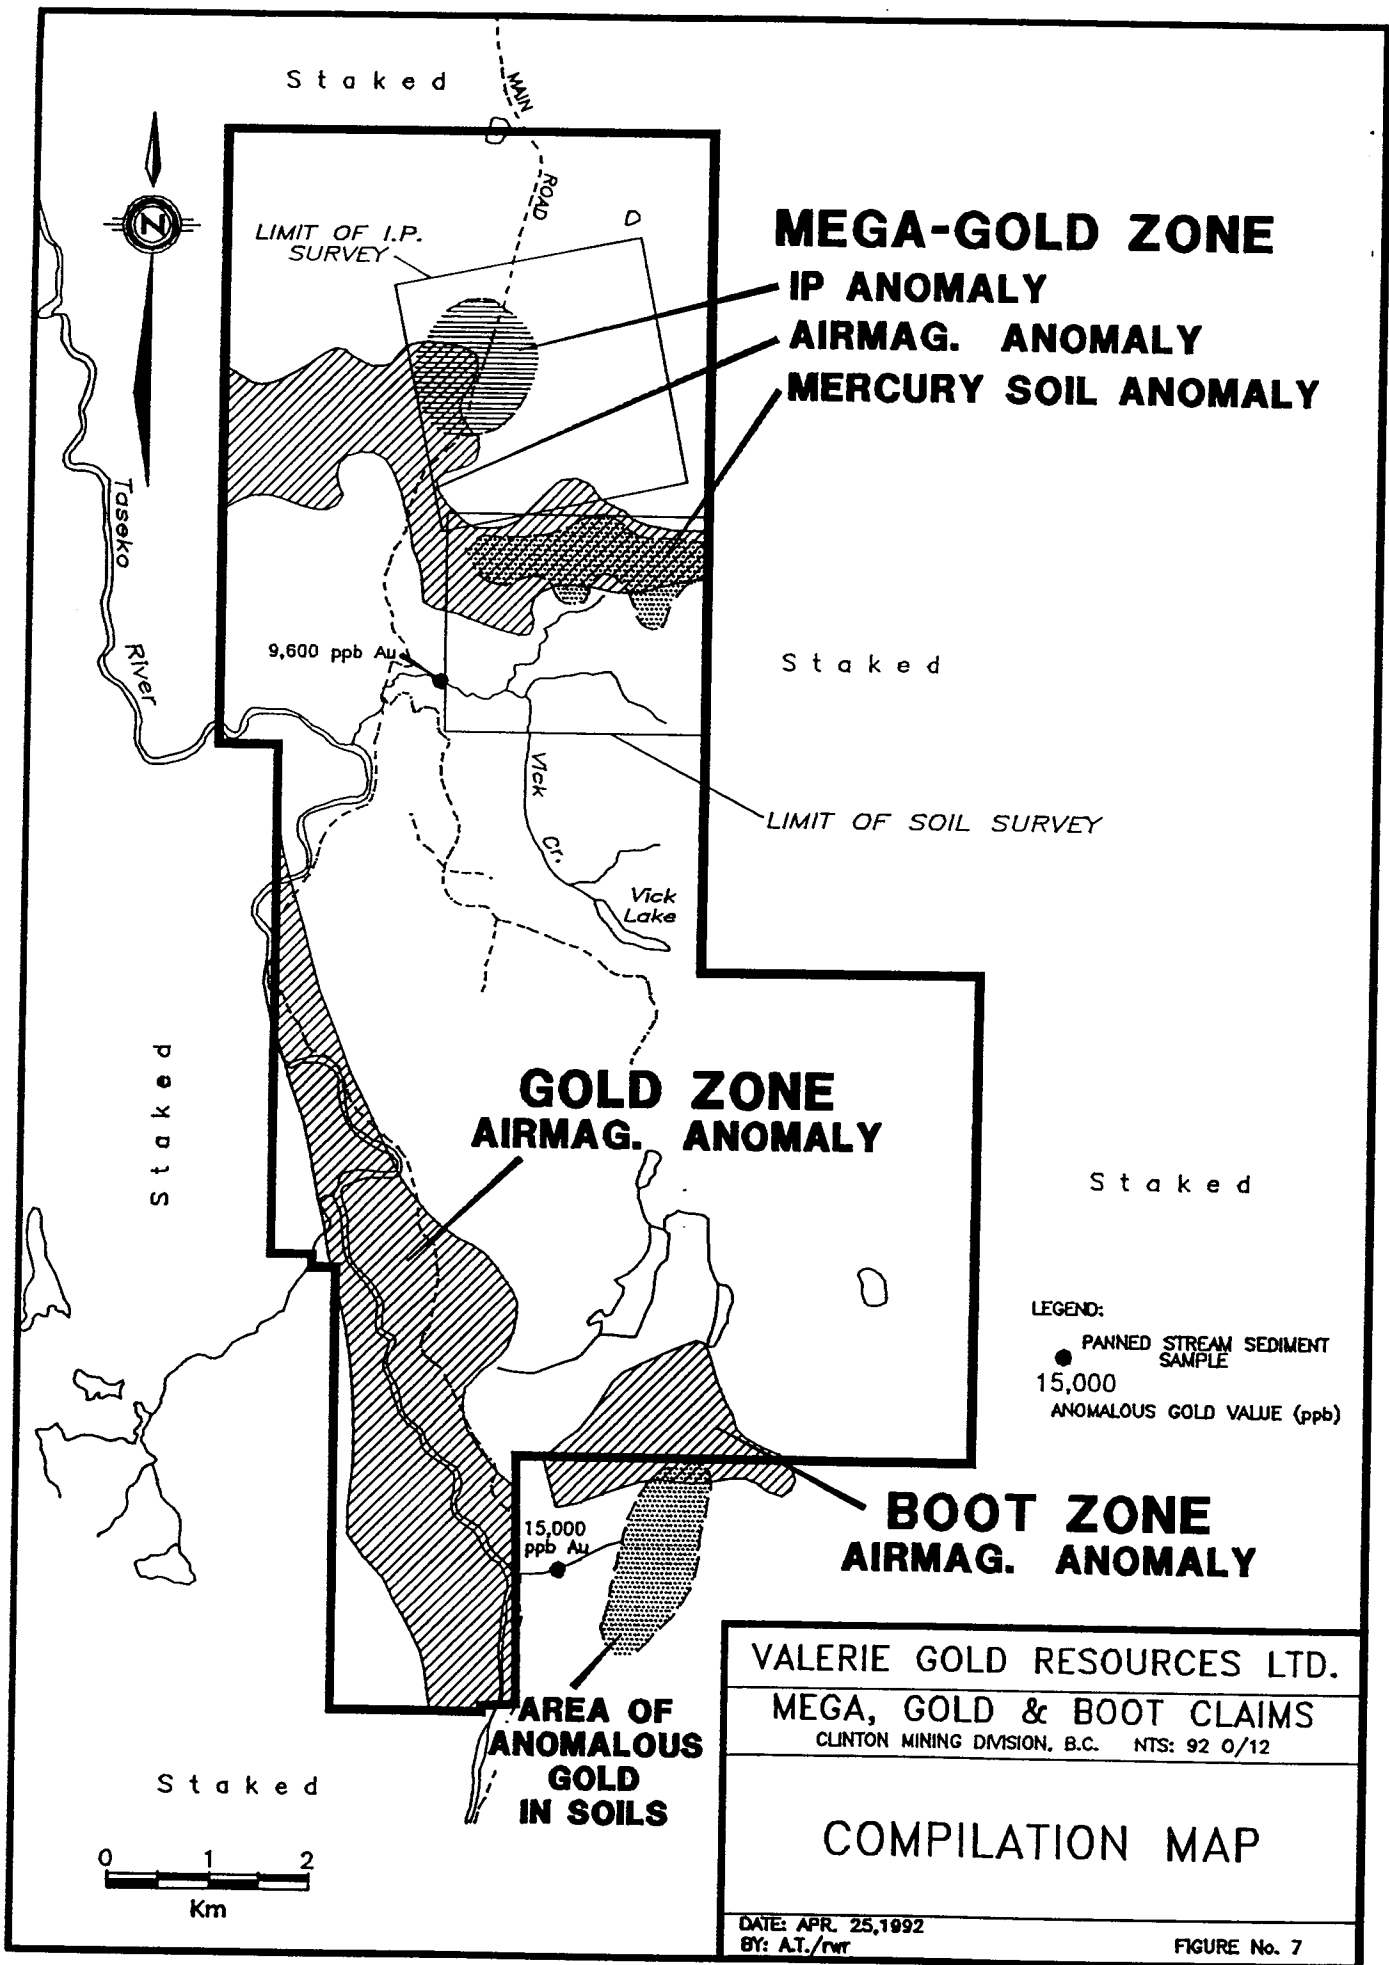 Staked
MAIN
ROAD
N
LIMIT OF I.P.
SURVEY
MEGA-GOLD ZONE
IP ANOMALY
AIRMAG. ANOMALY
MERCURY SOIL ANOMALY
Taseko
River
9,600 ppb Au
Staked
Vick
Cr.
LIMIT OF SOIL SURVEY
Vick
Lake
Staked
GOLD ZONE
AIRMAG. ANOMALY
Staked
LEGEND:
PANNED STREAM SEDIMENT
SAMPLE
15,000
ANOMALOUS GOLD VALUE (ppb)
BOOT ZONE
AIRMAG. ANOMALY
15,000
ppb Au
AREA OF
ANOMALOUS
GOLD
IN SOILS
Staked
0 1 2
Km
VALERIE GOLD RESOURCES LTD.
MEGA, GOLD & BOOT CLAIMS
CLINTON MINING DIVISION, B.C. NTS: 92 O/12
COMPILATION MAP
DATE: APR. 25,1992
BY: A.T./rwr
FIGURE No. 7